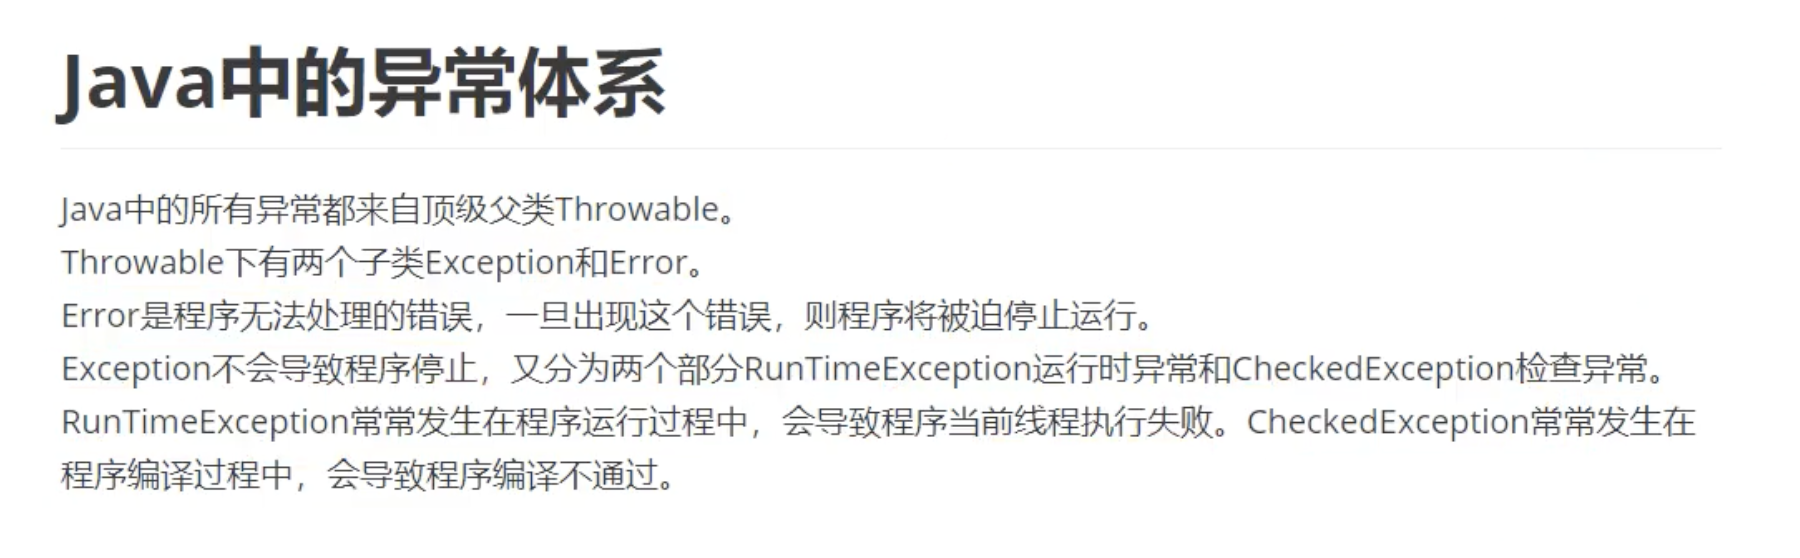 Java中的异常体系
Java中的所有异常都来自顶级父类Throwable。
Throwable下有两个子类Exception和Error。
Error是程序无法处理的错误，一旦出现这个错误，则程序将被迫停止运行。
Exception不会导致程序停止，又分为两个部分RunTimeException运行时异常和CheckedException检查异常。
RunTimeException常常发生在程序运行过程中，会导致程序当前线程执行失败。CheckedException常常发生在
程序编译过程中，会导致程序编译不通过。